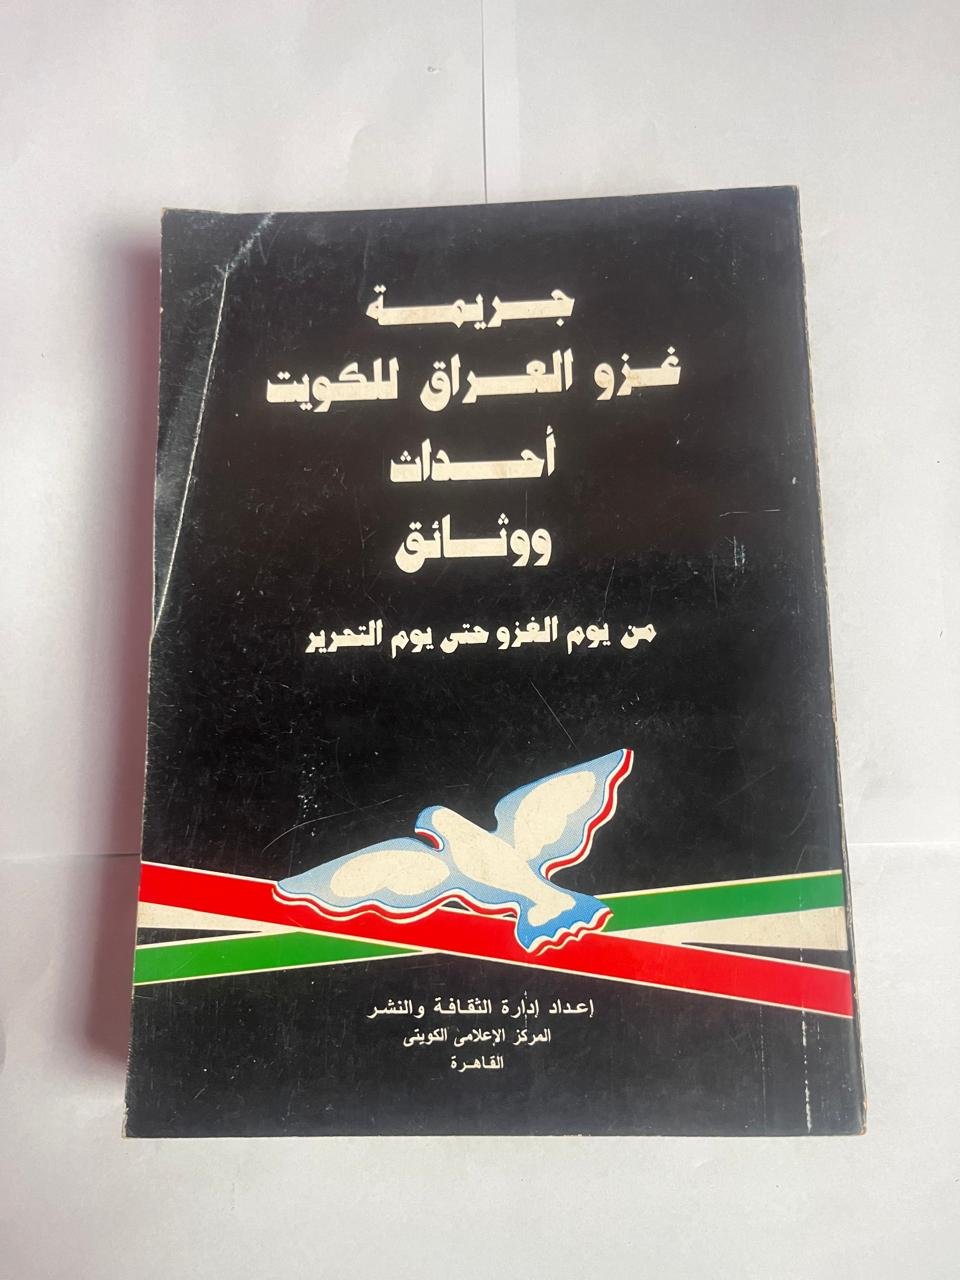 جريمة
غزو العراق للكويت
أحداث
ووثائق
من يوم الغزو حتى يوم التحرير
إعداد إدارة الثقافة والنشر
المركز الإعلامى الكويتى
القاهرة